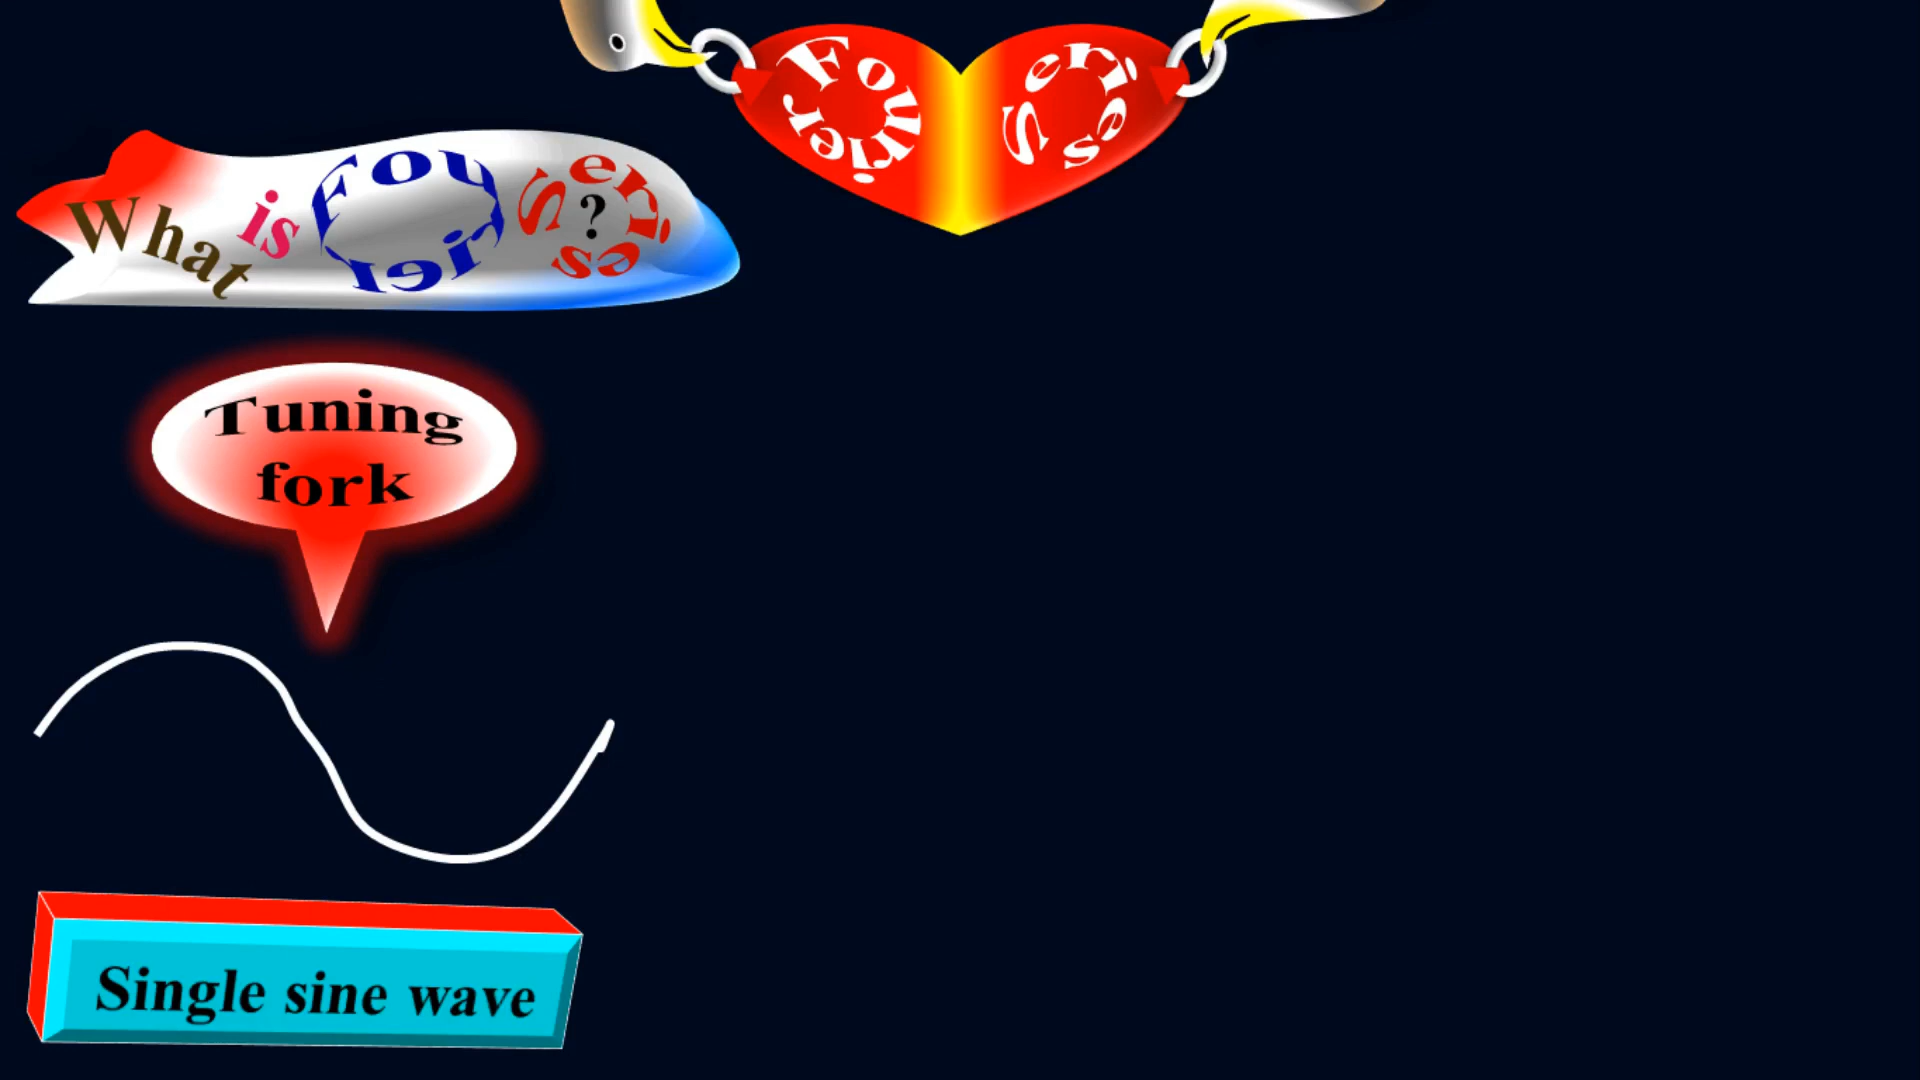 Fourier Series
What is Fourier Series ?
Tuning
fork
Single sine wave